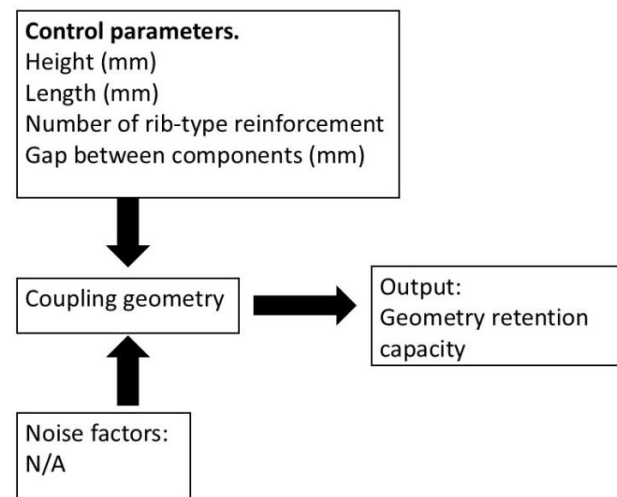 Control parameters.
Height (mm)
Length (mm)
Number of rib-type reinforcement
Gap between components (mm)
Coupling geometry
Output:
Geometry retention
capacity
Noise factors:
N/A